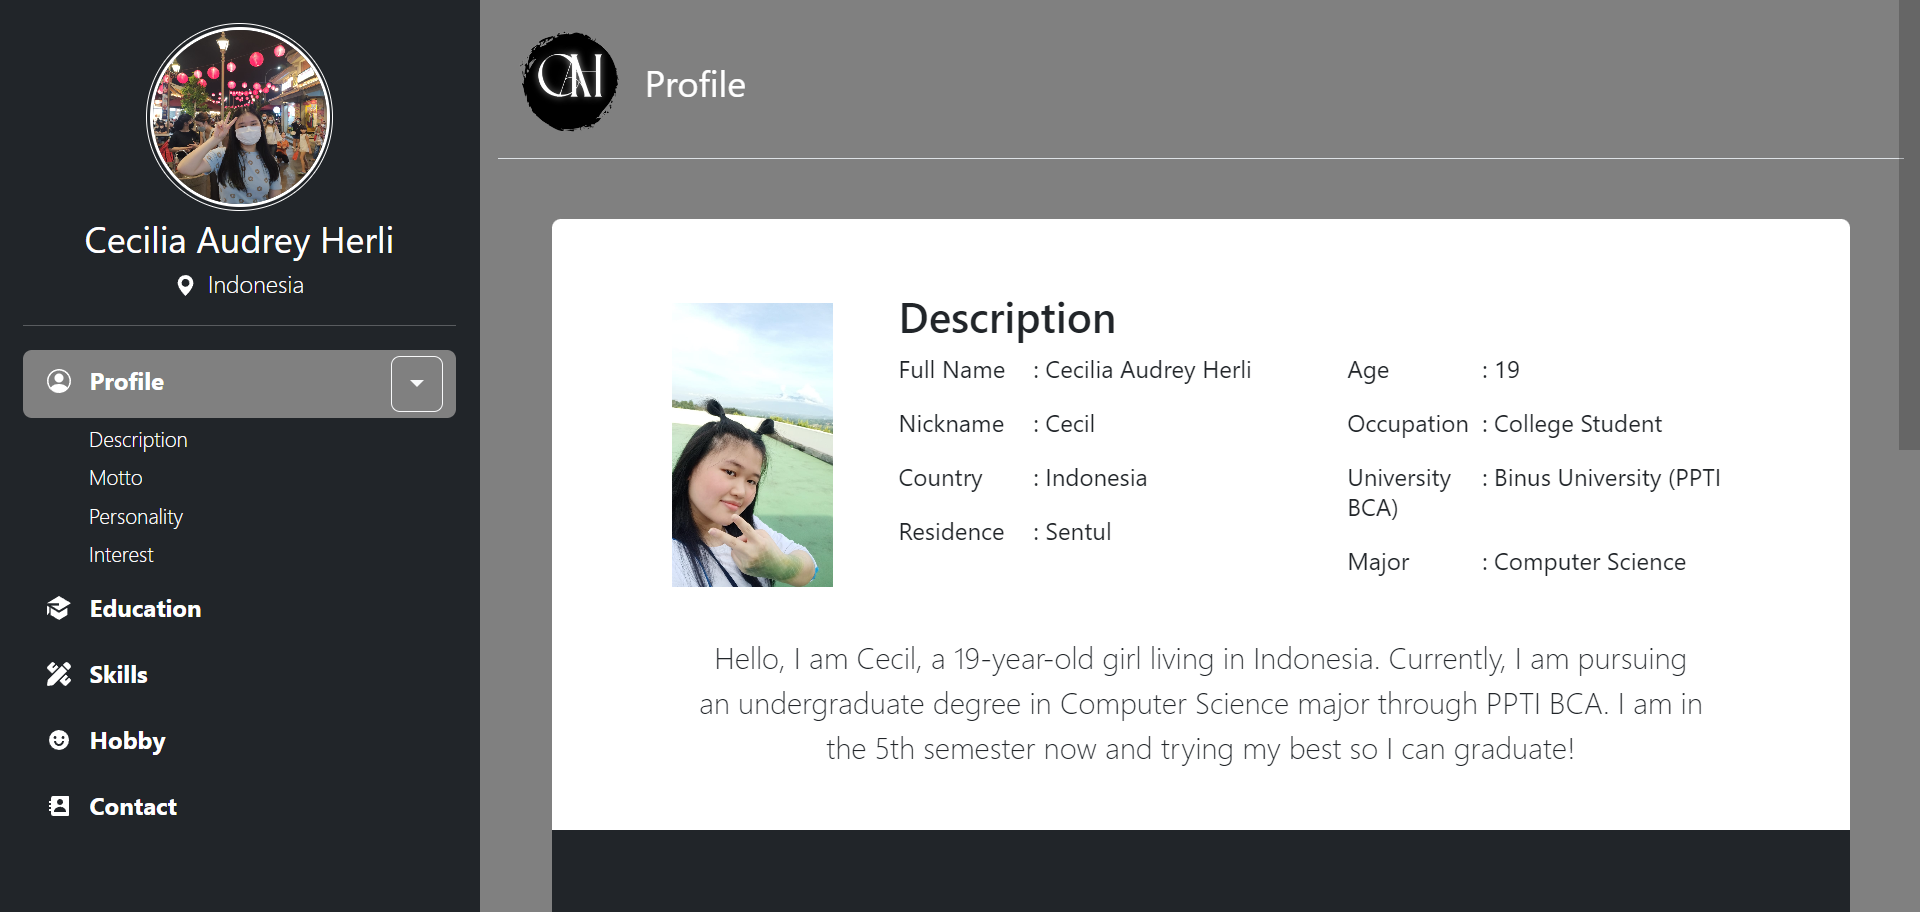 Cecilia Audrey Herli
Indonesia
Profile
Description
Motto
Personality
Interest
Education
Skills
Hobby
Contact
CAH
Profile
Description
Full Name : Cecilia Audrey Herli
Nickname : Cecil
Country : Indonesia
Residence : Sentul
Age : 19
Occupation : College Student
University : Binus University (PPTI
BCA)
Major : Computer Science
Hello, I am Cecil, a 19-year-old girl living in Indonesia. Currently, I am pursuing
an undergraduate degree in Computer Science major through PPTI BCA. I am in
the 5th semester now and trying my best so I can graduate!